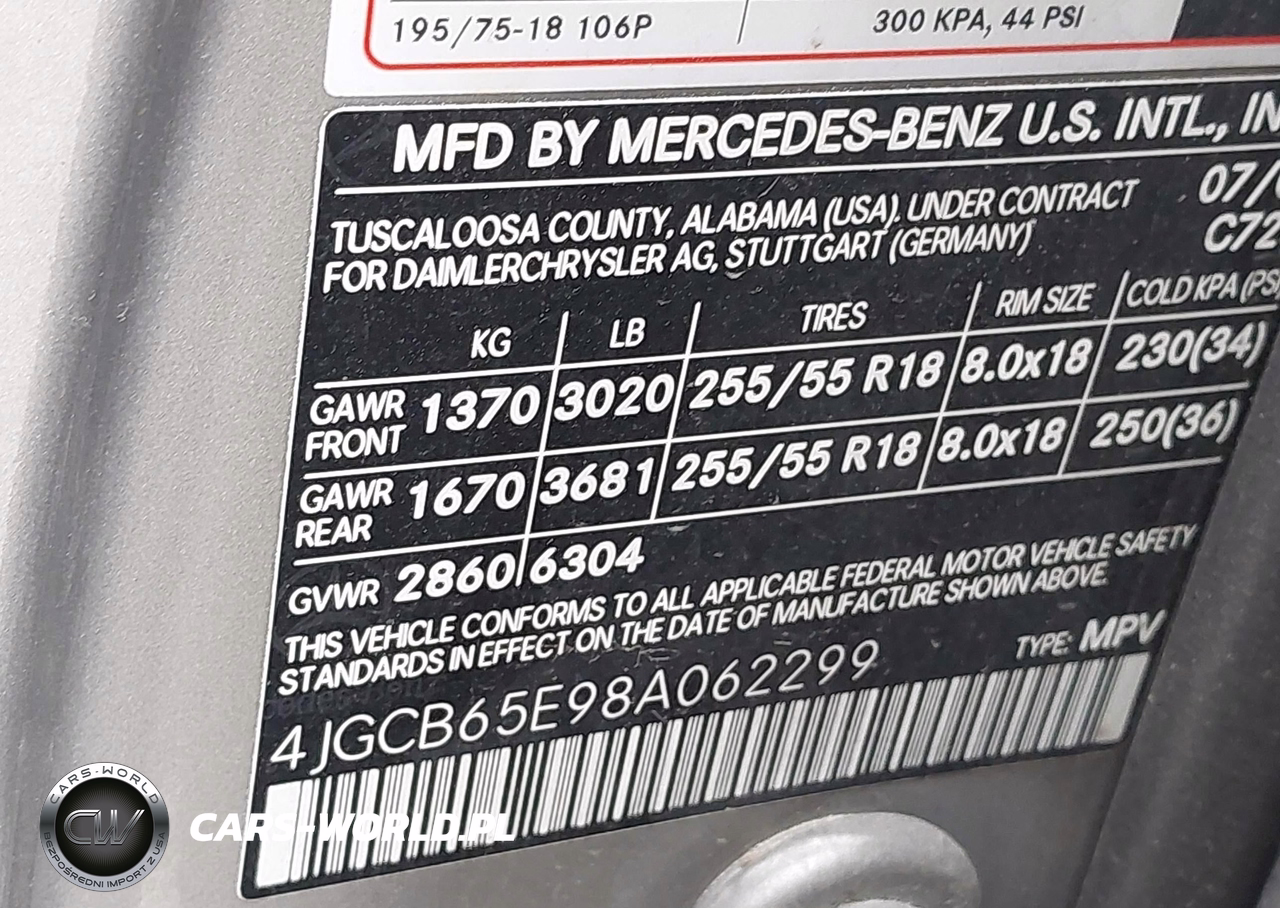 195/75-18 106P 300 KPA, 44 PSI
MFD BY MERCEDES-BENZ U.S. INTL., IN
TUSCALOOSA COUNTY, ALABAMA (USA). UNDER CONTRACT 07/
FOR DAIMLERCHRYSLER AG, STUTTGART (GERMANY) C72
KG LB TIRES RIM SIZE COLD KPA (PSI
GAWR FRONT 1370 3020 255/55 R18 8.0x18 230(34)
GAWR REAR 1670 3681 255/55 R18 8.0x18 250(36)
GVWR 2860 6304
THIS VEHICLE CONFORMS TO ALL APPLICABLE FEDERAL MOTOR VEHICLE SAFETY
STANDARDS IN EFFECT ON THE DATE OF MANUFACTURE SHOWN ABOVE.
4JGCB65E98A062299 TYPE: MPV
CARS-WORLD
CW
BEZPOŚREDNI IMPORT Z USA
CARS-WORLD.PL